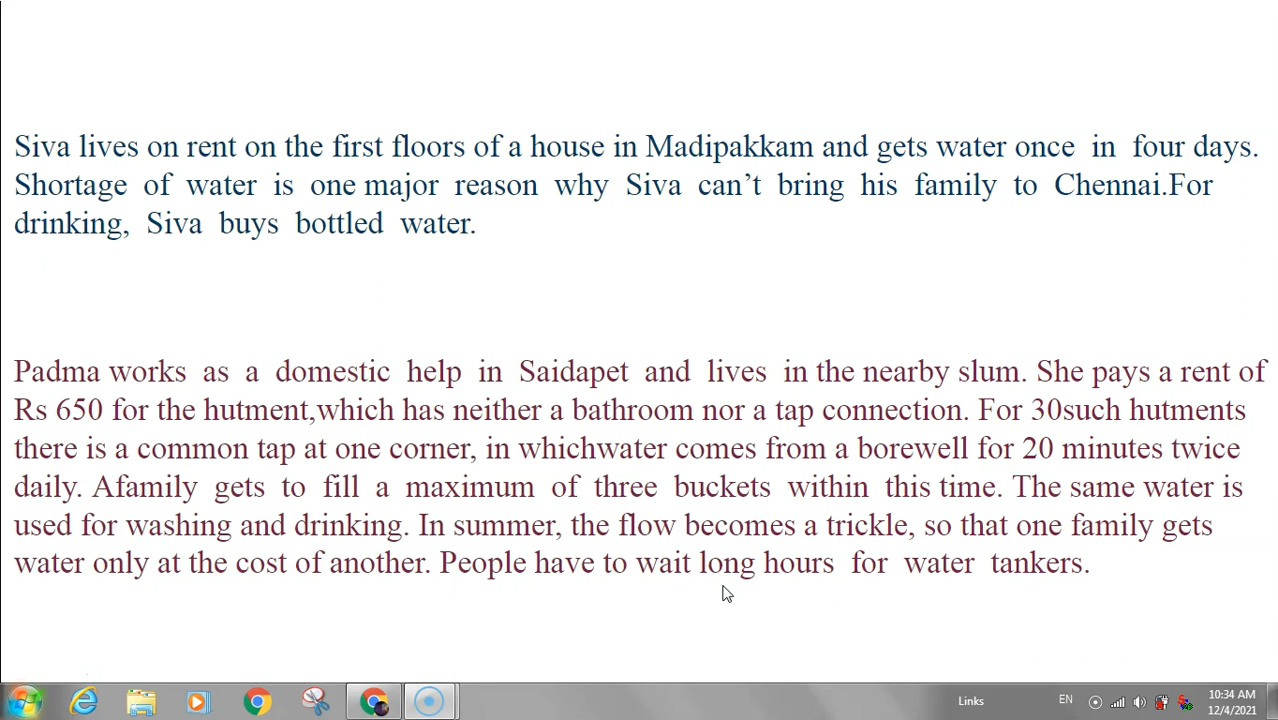 Siva lives on rent on the first floors of a house in Madipakkam and gets water once in four days.
Shortage of water is one major reason why Siva can’t bring his family to Chennai.For
drinking, Siva buys bottled water.
Padma works as a domestic help in Saidapet and lives in the nearby slum. She pays a rent of
Rs 650 for the hutment,which has neither a bathroom nor a tap connection. For 30such hutments
there is a common tap at one corner, in whichwater comes from a borewell for 20 minutes twice
daily. Afamily gets to fill a maximum of three buckets within this time. The same water is
used for washing and drinking. In summer, the flow becomes a trickle, so that one family gets
water only at the cost of another. People have to wait long hours for water tankers.
Links
EN
10:34 AM
12/4/2021